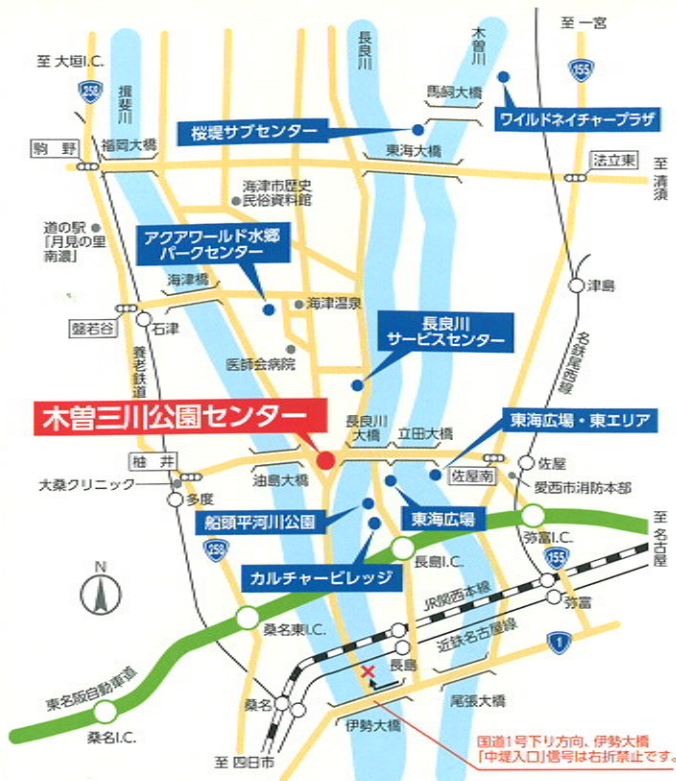 至 大垣I.C.
258
揖斐川
長良川
木曽川
至 一宮
155
馬飼大橋
ワイルドネイチャープラザ
桜堤サブセンター
駒 野
福岡大橋
東海大橋
法立東
至 清須
海津市歴史
民俗資料館
道の駅
「月見の里
南濃」
アクアワールド水郷
パークセンター
海津橋
海津温泉
津島
盤若谷
石津
長良川
サービスセンター
名鉄尾西線
養老鉄道
医師会病院
木曽三川公園センター
長良川
大橋
立田大橋
東海広場・東エリア
柚 井
油島大橋
佐屋南
佐屋
大桑クリニック
多度
愛西市消防本部
船頭平河川公園
東海広場
至 名古屋
258
カルチャービレッジ
長島I.C.
弥富I.C.
155
N
JR関西本線
弥富
桑名東I.C.
近鉄名古屋線
1
長島
東名阪自動車道
桑名
尾張大橋
桑名I.C.
伊勢大橋
至 四日市
国道1号下り方向、伊勢大橋
「中堤入口」信号は右折禁止です。